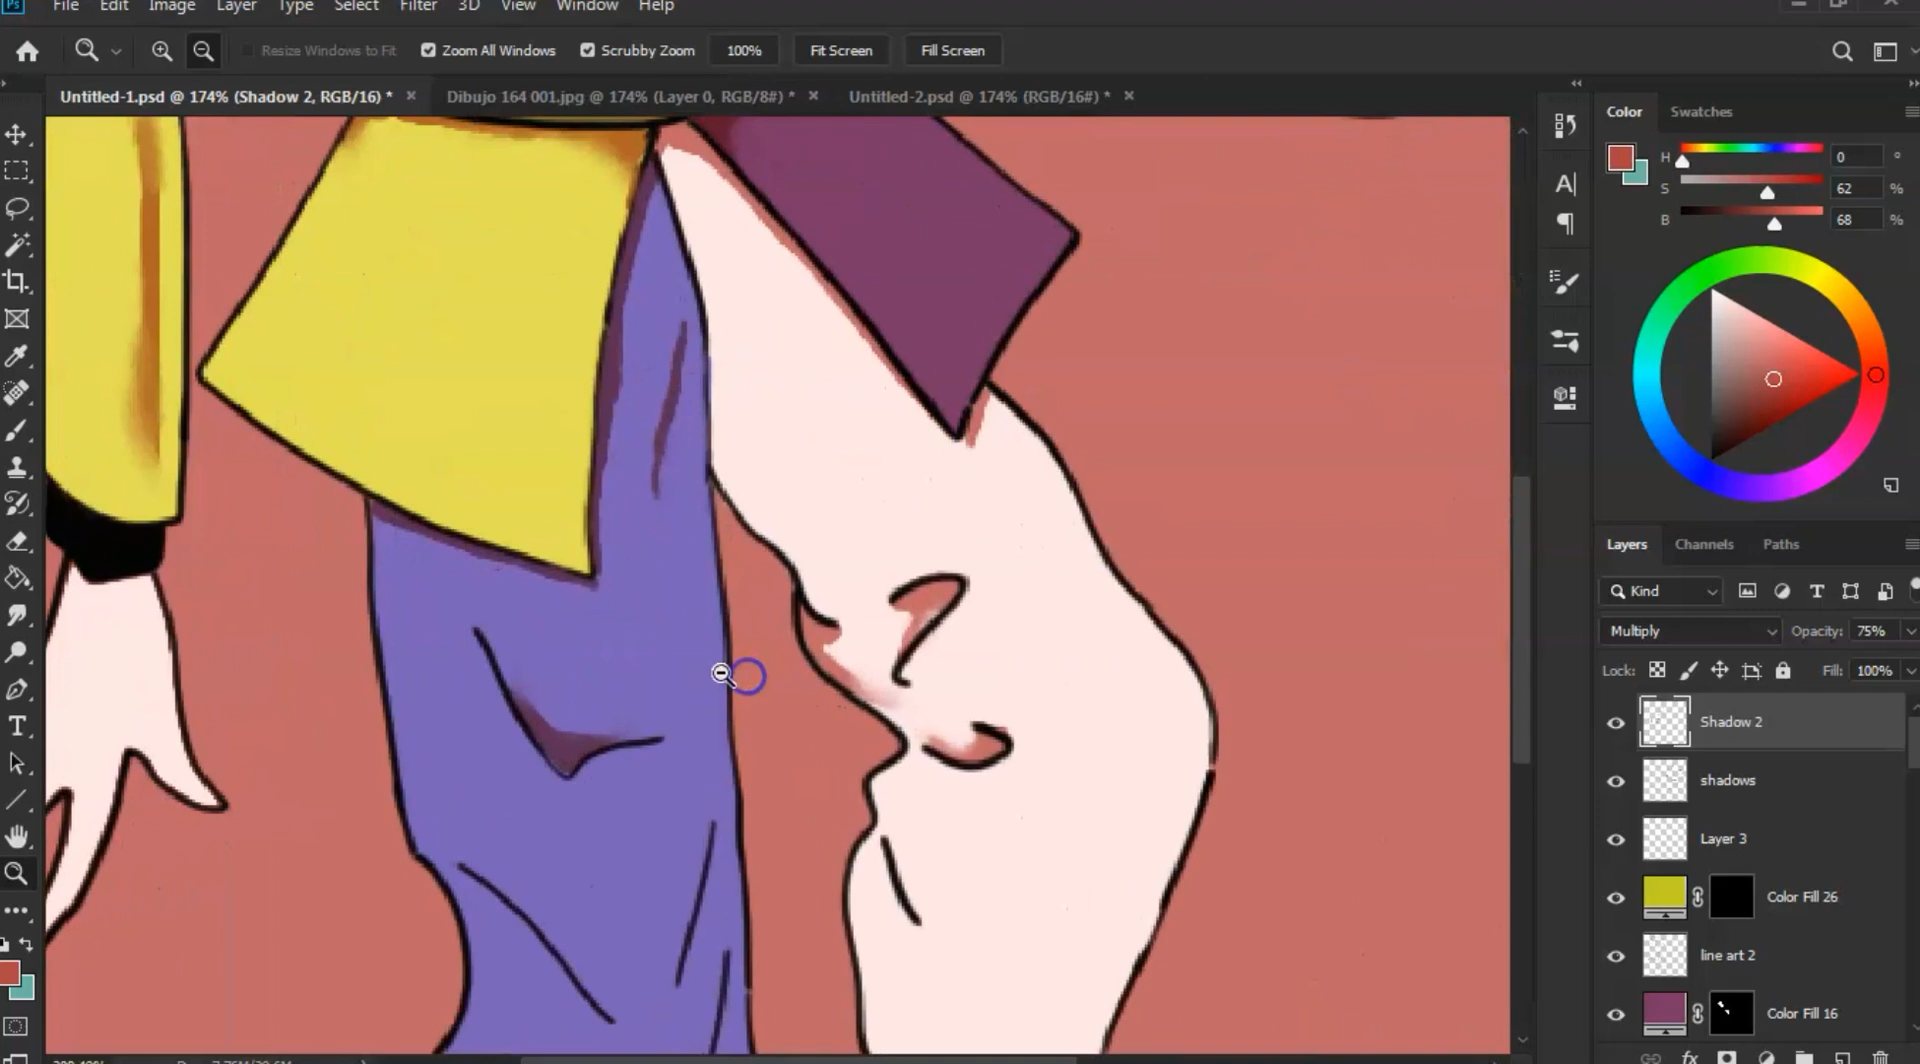 Ps File Edit Image Layer Type Select Filter 3D View Window Help
Resize Windows to Fit Zoom All Windows Scrubby Zoom 100% Fit Screen Fill Screen
Untitled-1.psd @ 174% (Shadow 2, RGB/16) * Dibujo 164 001.jpg @ 174% (Layer 0, RGB/8#) * Untitled-2.psd @ 174% (RGB/16#) *
Color Swatches
H 0 °
S 62 %
B 68 %
Layers Channels Paths
Kind
Multiply Opacity: 75%
Lock: Fill: 100%
Shadow 2
shadows
Layer 3
Color Fill 26
line art 2
Color Fill 16
fx